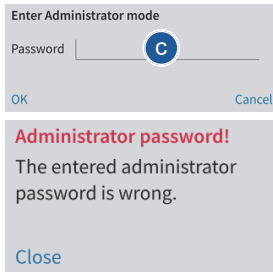 Enter Administrator mode
Password C
OK Cancel
Administrator password!
The entered administrator
password is wrong.
Close